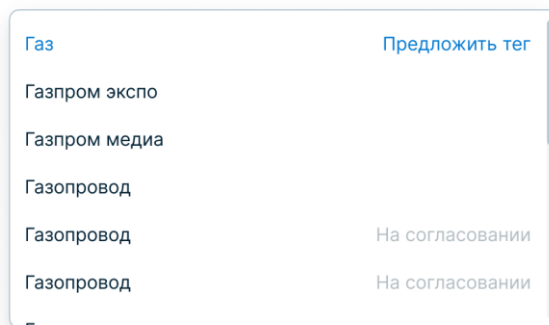 Газ Предложить тег
Газпром экспо
Газпром медиа
Газопровод
Газопровод На согласовании
Газопровод На согласовании